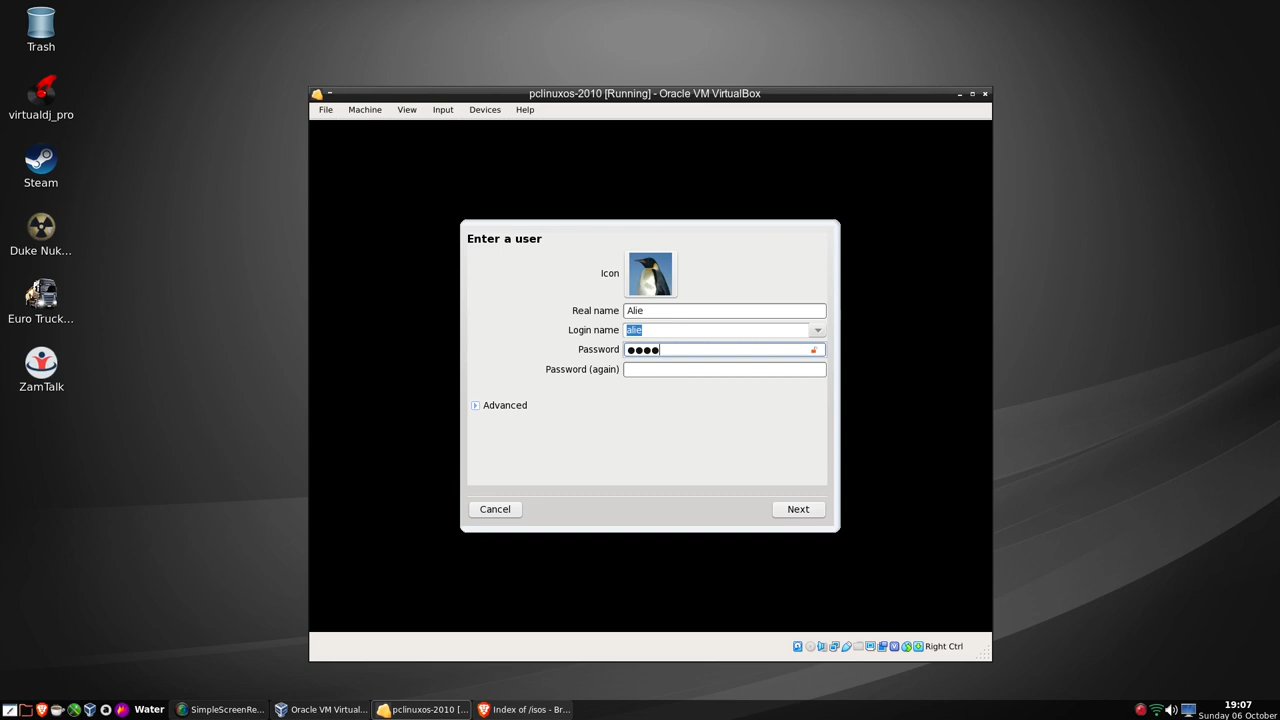 Trash
virtualdj_pro
Steam
Duke Nuk...
Euro Truck...
ZamTalk
pclinuxos-2010 [Running] - Oracle VM VirtualBox
File Machine View Input Devices Help
Enter a user
Icon
Real name Alie
Login name alie
Password ●●●●
Password (again)
Advanced
Cancel Next
Right Ctrl
Water SimpleScreenRe... Oracle VM Virtual... pclinuxos-2010 [... Index of /isos - Br...
19:07
Sunday 06 October